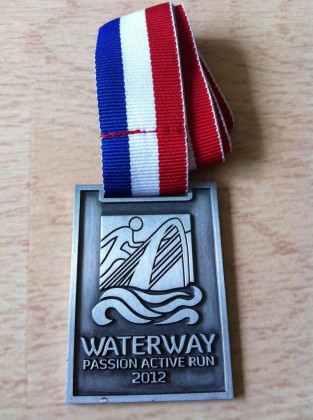 WATERWAY
PASSION ACTIVE RUN
2012